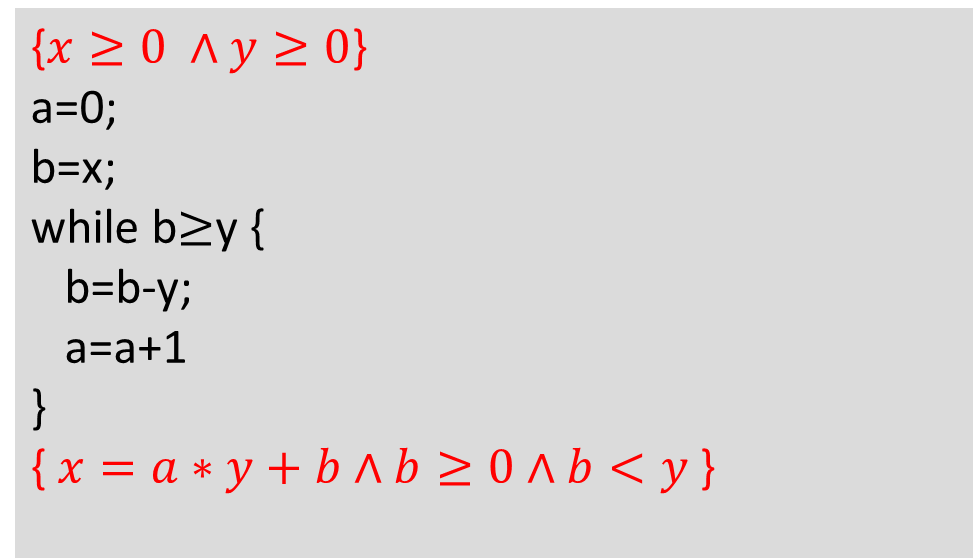 {x ≥ 0 ∧ y ≥ 0}
a=0;
b=x;
while b≥y {
b=b-y;
a=a+1
}
{ x = a ∗ y + b ∧ b ≥ 0 ∧ b < y }